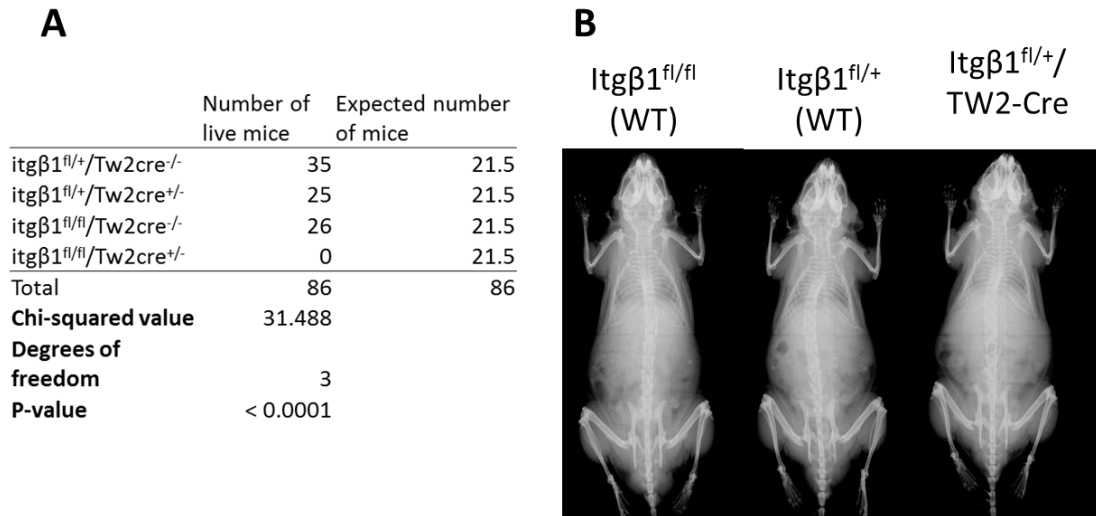 A
Number of Expected number
live mice of mice
itgβ1fl/+/Tw2cre-/- 35 21.5
itgβ1fl/+/Tw2cre+/- 25 21.5
itgβ1fl/fl/Tw2cre-/- 26 21.5
itgβ1fl/fl/Tw2cre+/- 0 21.5
Total 86 86
Chi-squared value 31.488
Degrees of
freedom 3
P-value < 0.0001
B
Itgβ1fl/fl
(WT)
Itgβ1fl/+
(WT)
Itgβ1fl/+/
TW2-Cre